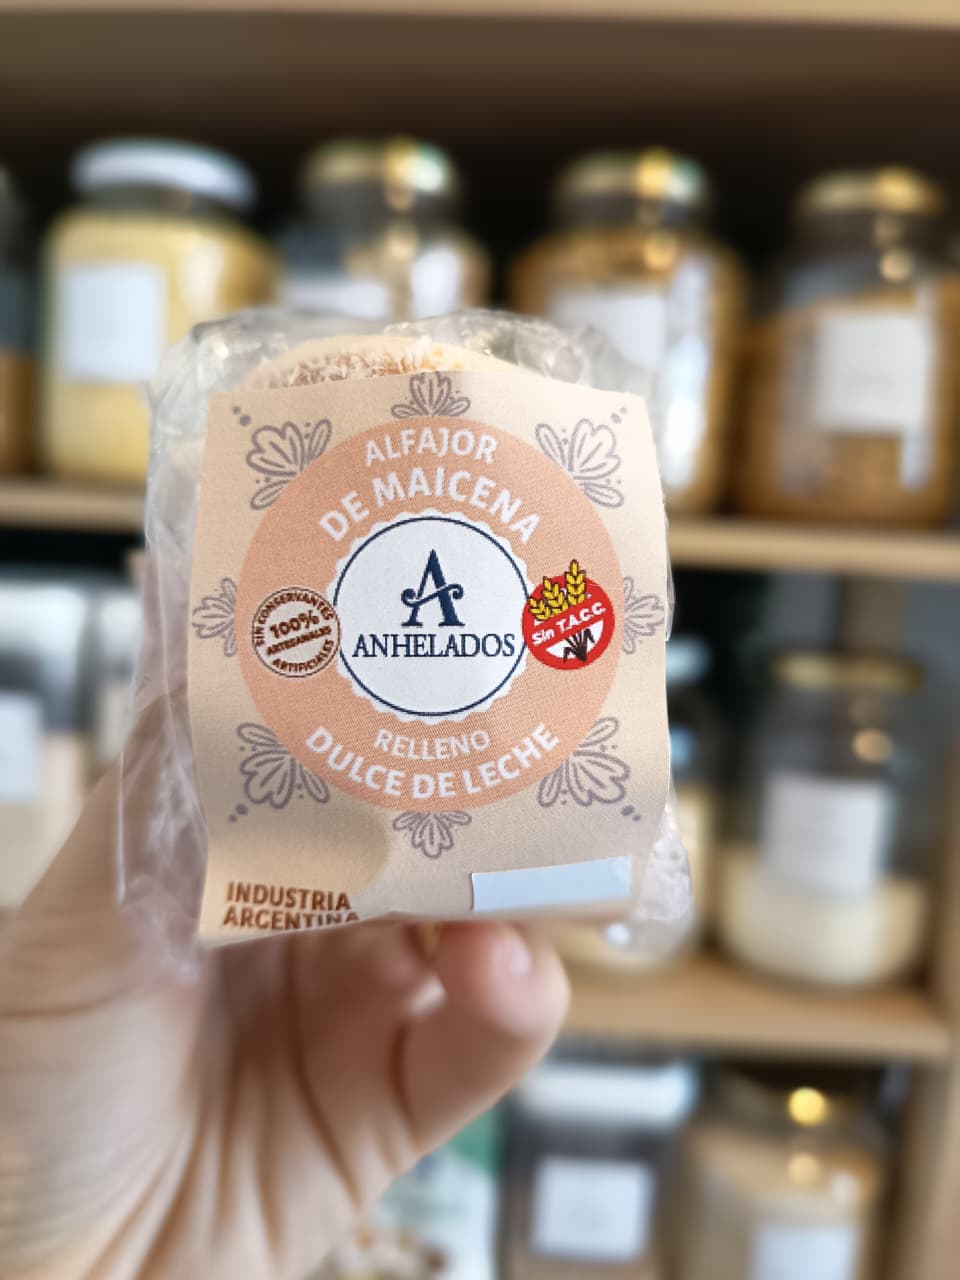 ALFAJOR
DE MAICENA
SIN CONSERVANTES
100%
ARTESANALES
ARTIFICIALES
A
ANHELADOS
Sin T.A.C.C.
RELLENO
DULCE DE LECHE
INDUSTRIA
ARGENTINA